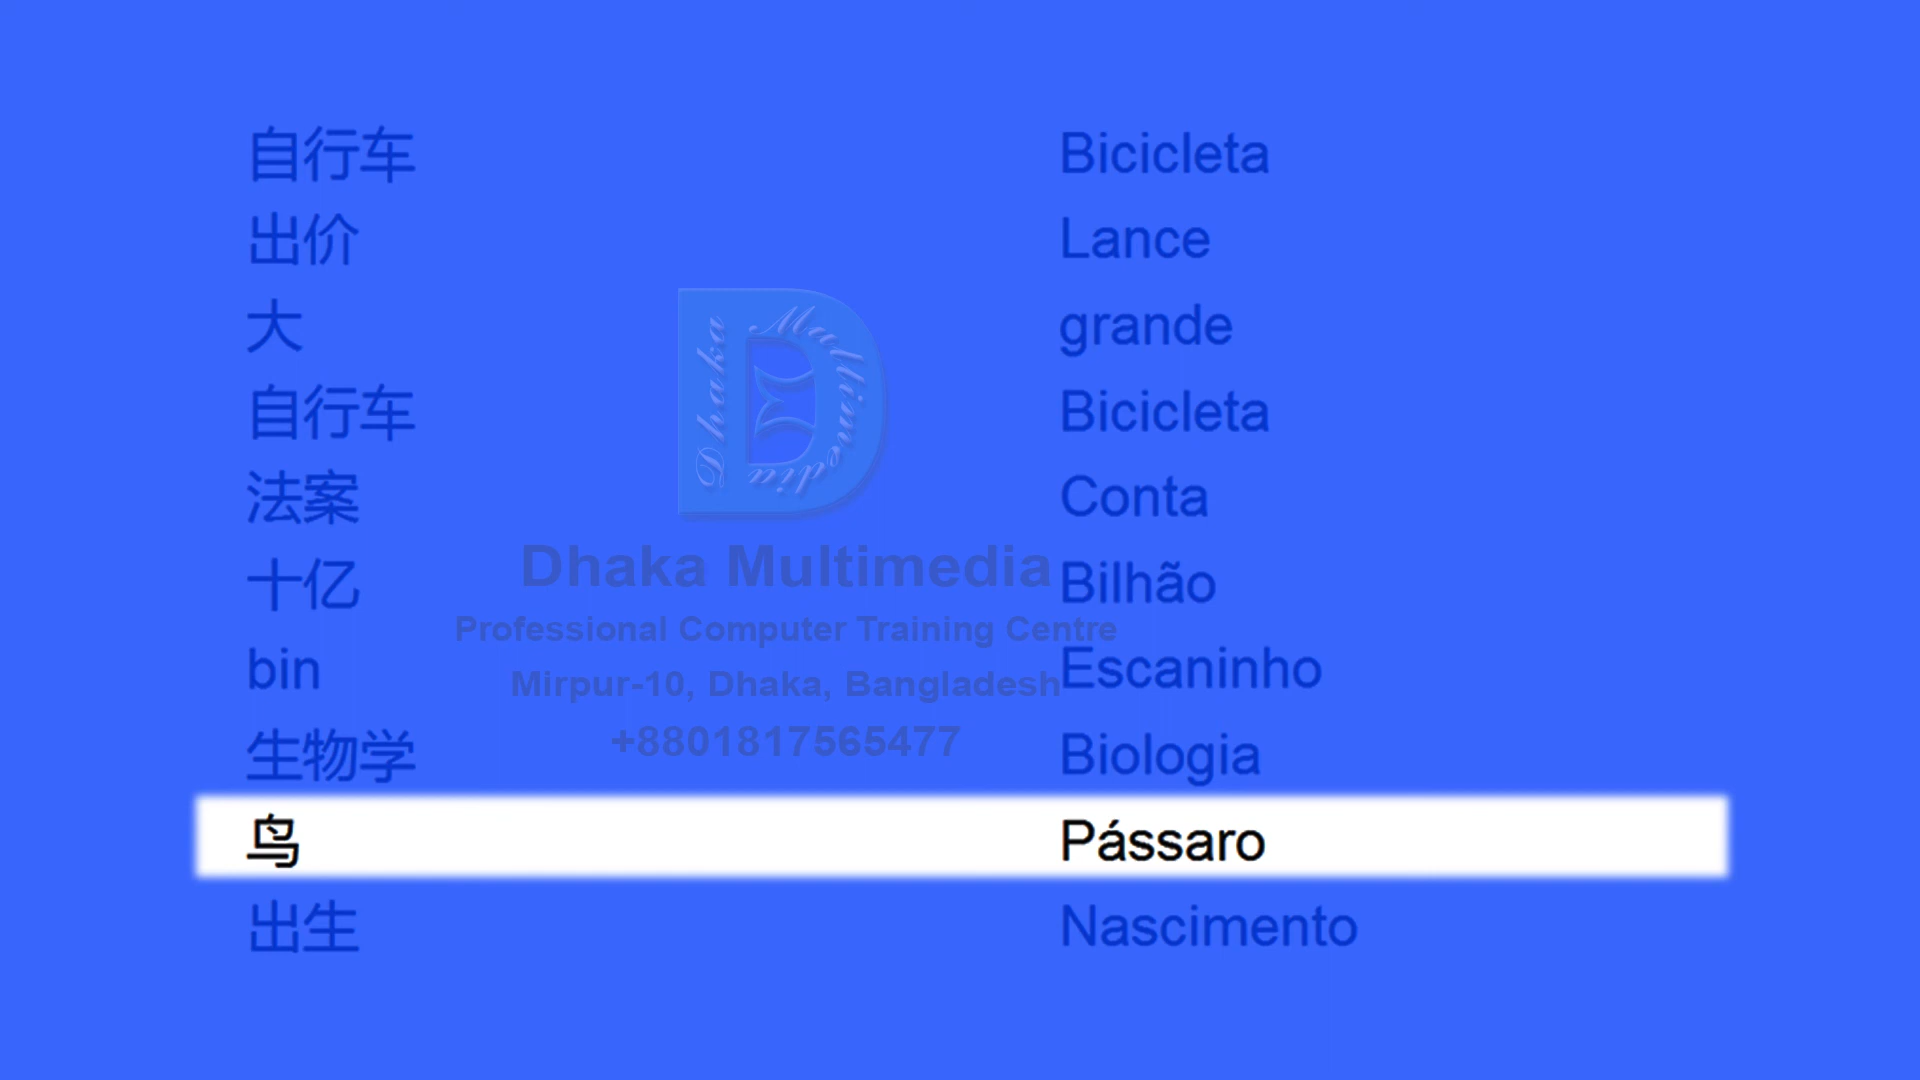 自行车 Bicicleta
出价 Lance
大 grande
自行车 Bicicleta
法案 Conta
十亿 Bilhão
bin Escaninho
生物学 Biologia
鸟 Pássaro
出生 Nascimento
Dhaka Multimedia
Dhaka Multimedia
Professional Computer Training Centre
Mirpur-10, Dhaka, Bangladesh
+8801817565477